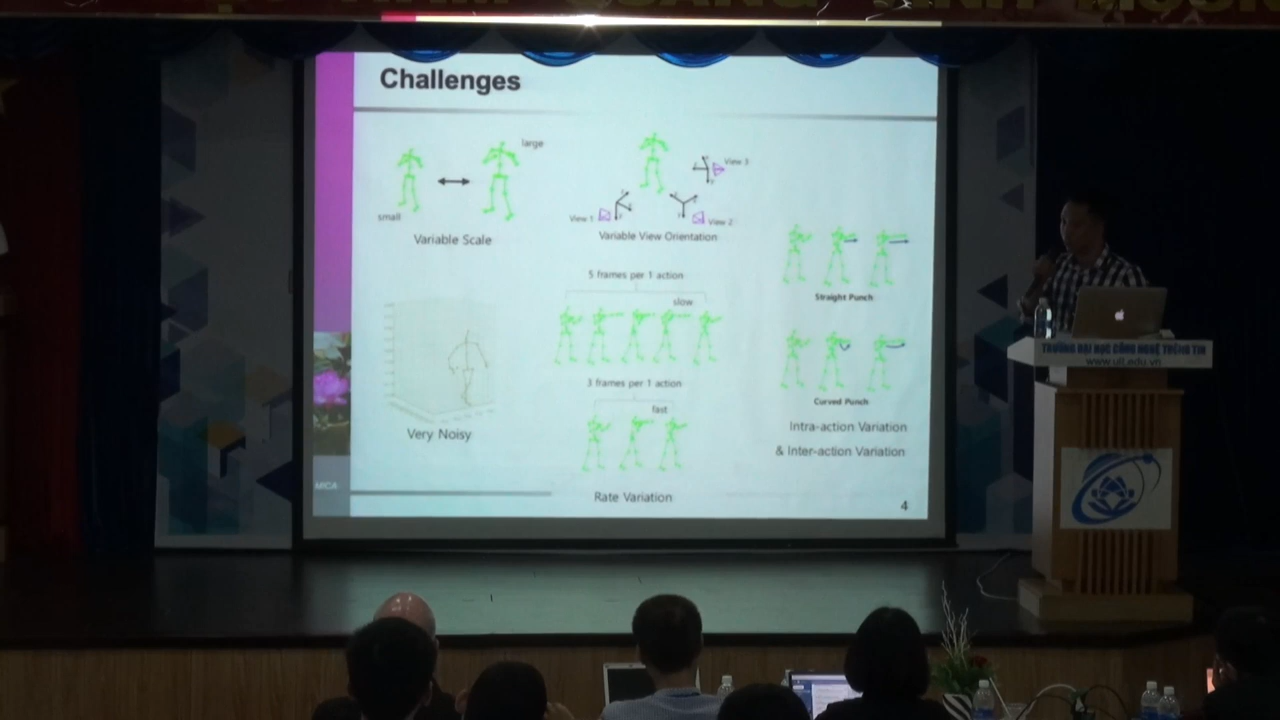 Challenges
large
small
Variable Scale
View 3
View 1
View 2
Variable View Orientation
5 frames per 1 action
slow
3 frames per 1 action
fast
Rate Variation
Very Noisy
Straight Punch
Curved Punch
Intra-action Variation
& Inter-action Variation
MICA
4
TRƯỜNG ĐẠI HỌC CÔNG NGHỆ THÔNG TIN
www.uit.edu.vn